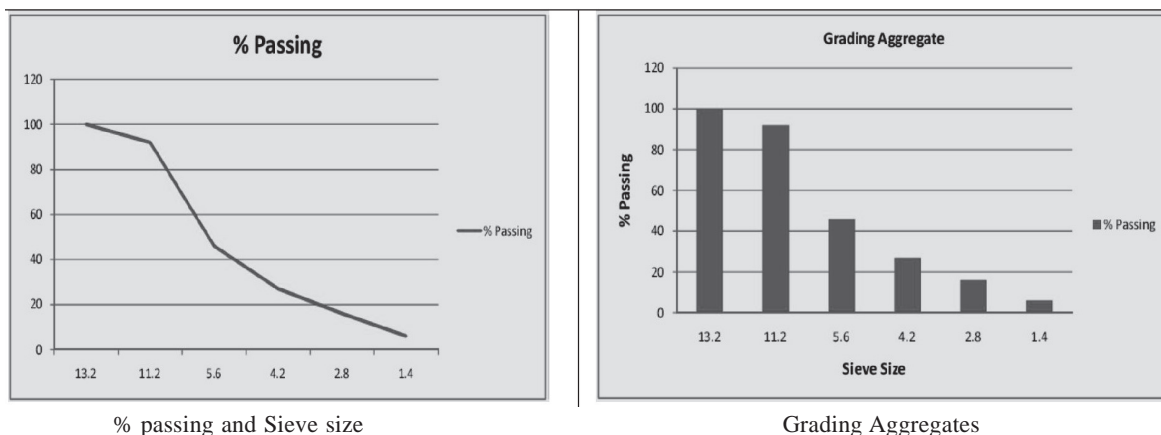 % Passing
120
100
80
60
40
20
0
13.2 11.2 5.6 4.2 2.8 1.4
% Passing
% passing and Sieve size
Grading Aggregate
% Passing
120
100
80
60
40
20
0
13.2 11.2 5.6 4.2 2.8 1.4
Sieve Size
% Passing
Grading Aggregates